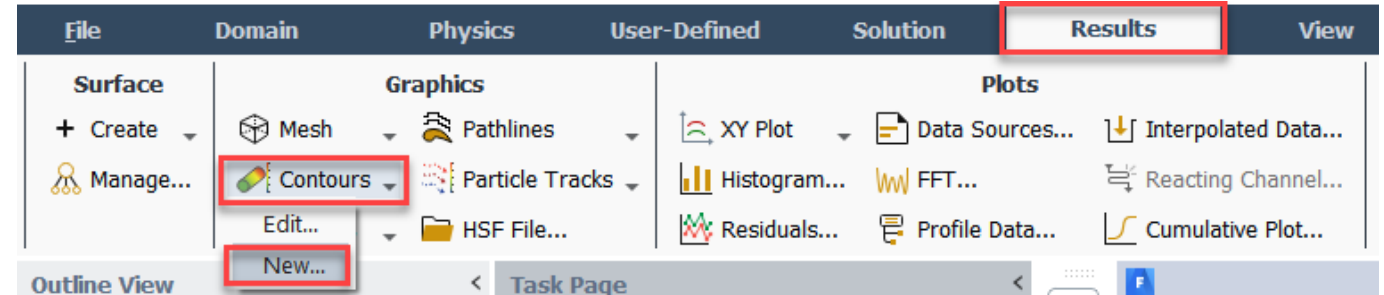 File Domain Physics User-Defined Solution Results View
Surface Graphics Plots
+ Create Mesh Pathlines XY Plot Data Sources... Interpolated Data...
Manage... Contours Particle Tracks Histogram... FFT... Reacting Channel...
Edit... HSF File... Residuals... Profile Data... Cumulative Plot...
New...
Outline View < Task Page < F